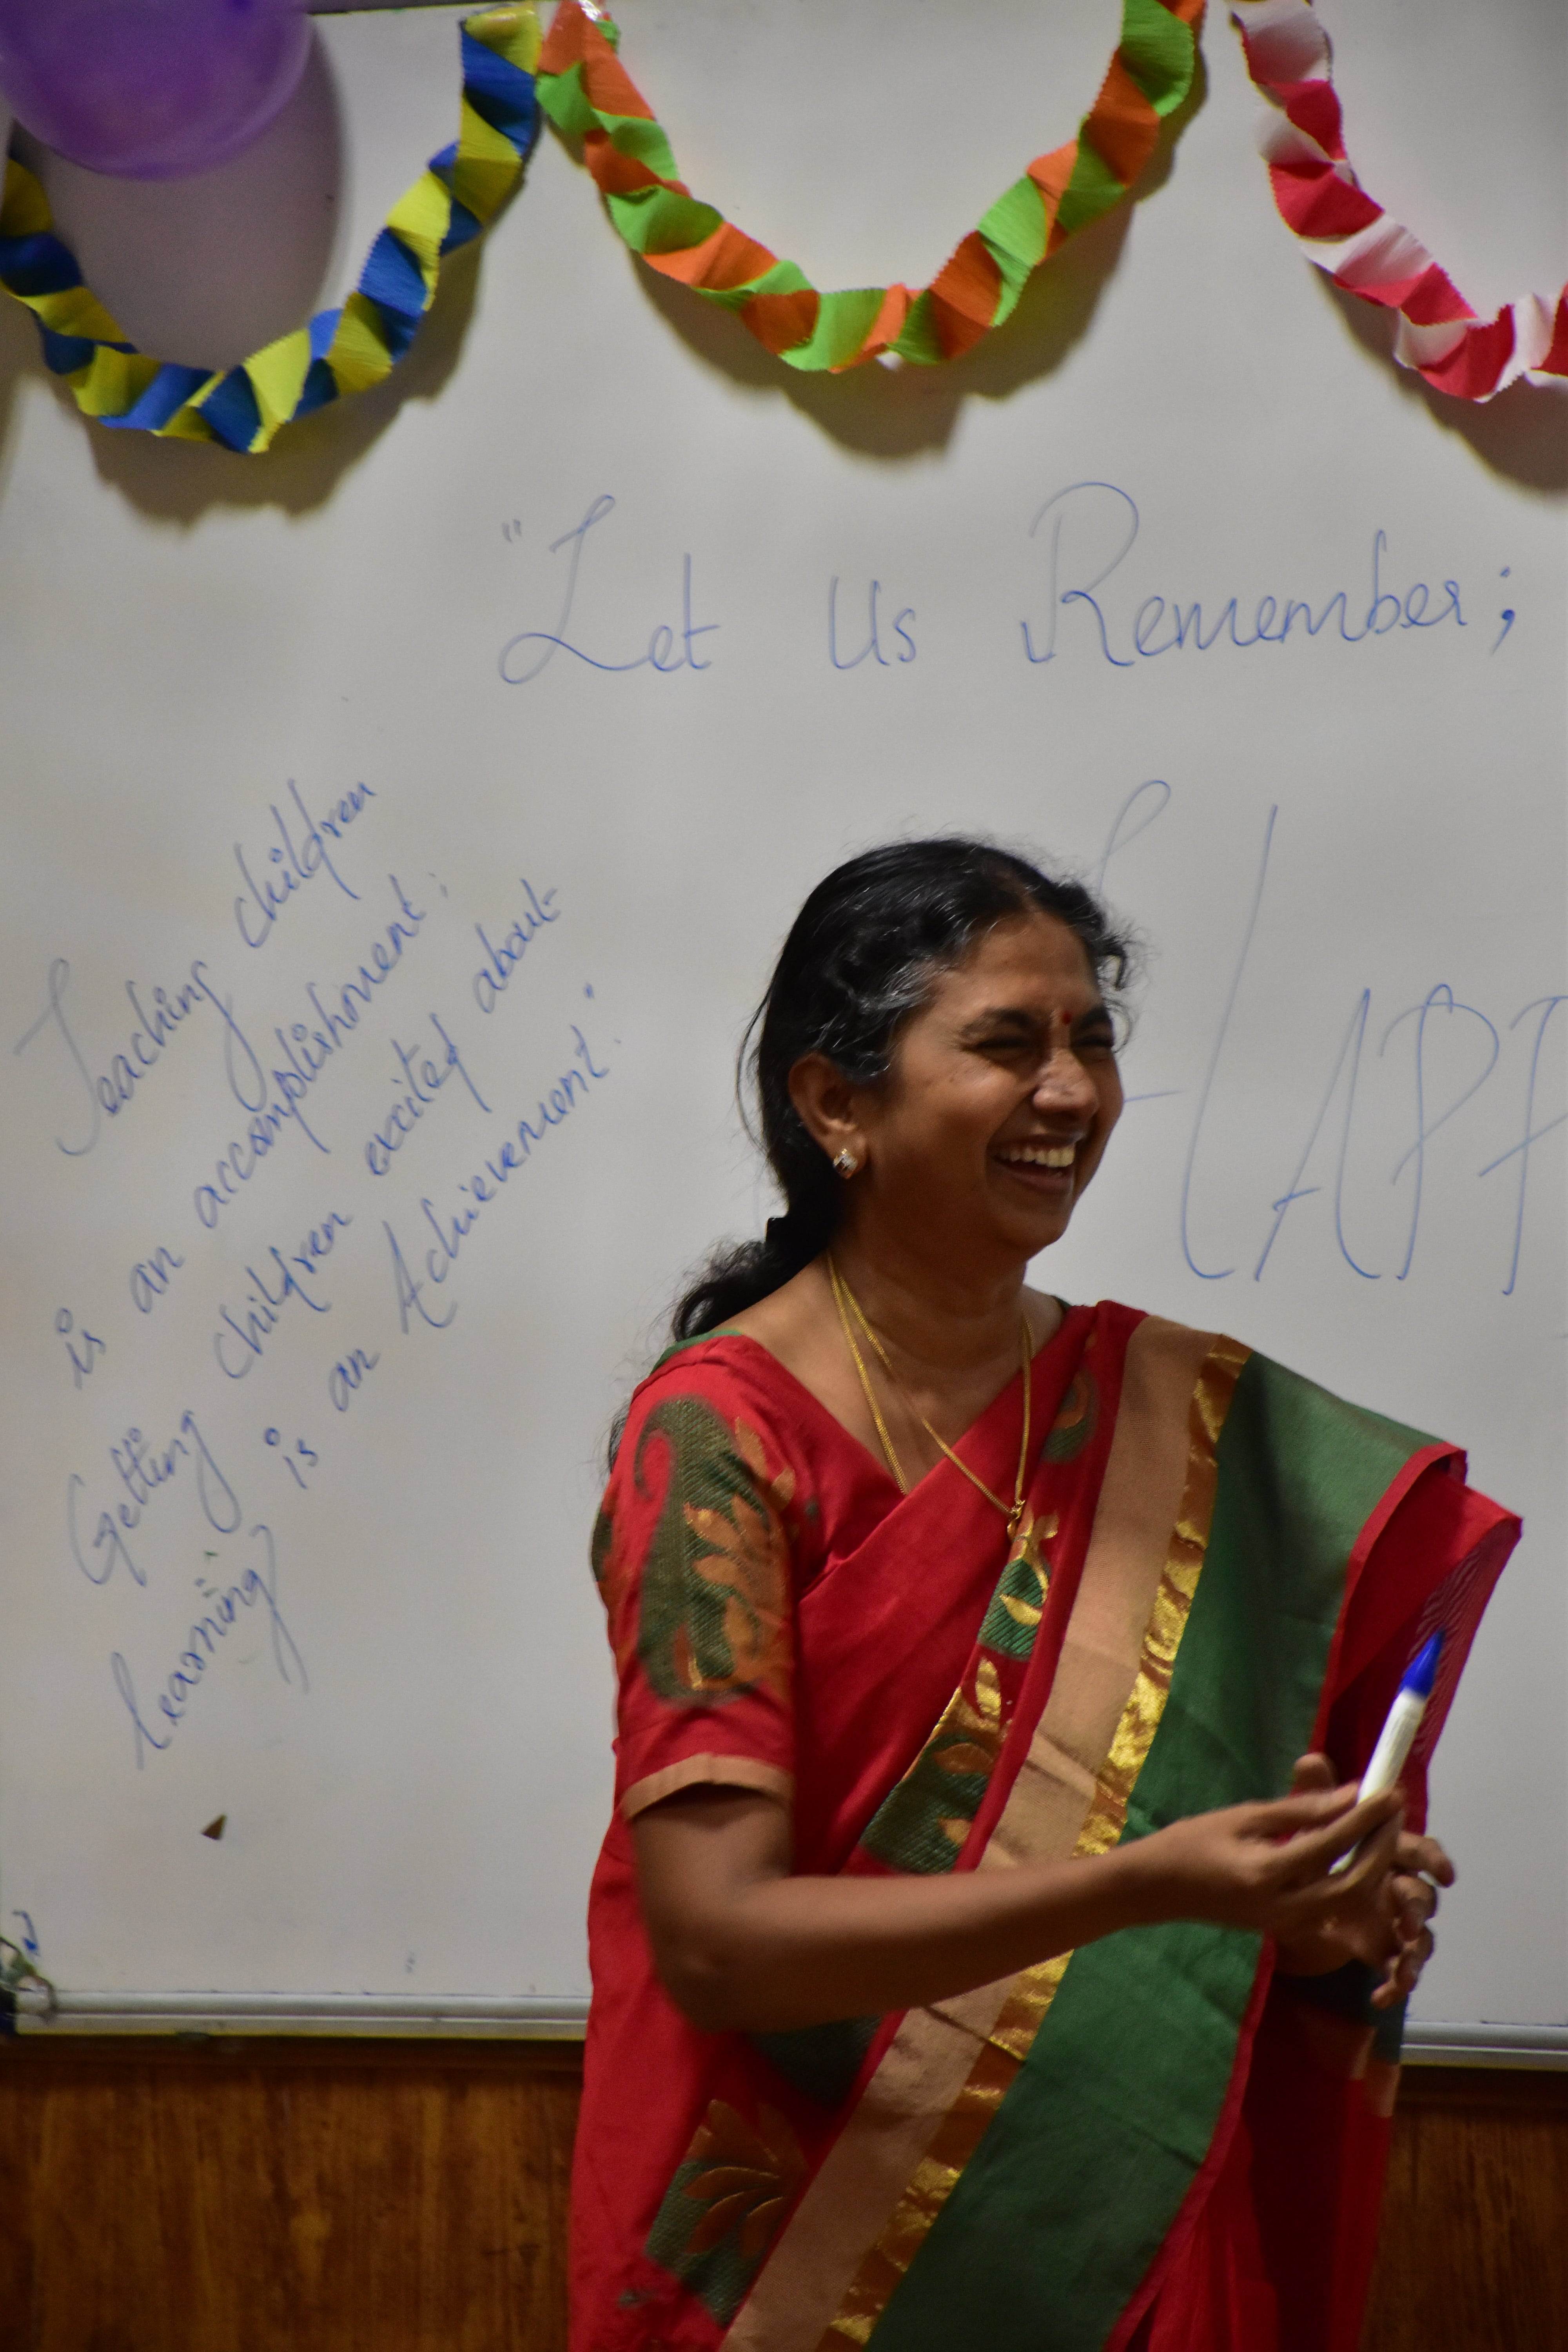 "Let Us Remember;
Teaching children
is an accomplishment;
Getting children excited about
learning; is an Achievement".
HAPP